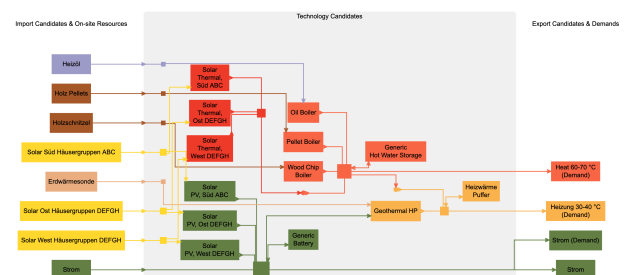 Import Candidates & On-site Resources
Technology Candidates
Export Candidates & Demands
Heizöl
Holz Pellets
Holzschnitzel
Solar Süd Häusergruppen ABC
Erdwärmesonde
Solar Ost Häusergruppen DEFGH
Solar West Häusergruppen DEFGH
Strom
Solar
Thermal,
Süd ABC
Solar
Thermal,
Ost DEFGH
Solar
Thermal,
West DEFGH
Solar
PV, Süd ABC
Solar
PV, Ost DEFGH
Solar
PV, West DEFGH
Oil Boiler
Pellet Boiler
Wood Chip
Boiler
Generic
Hot Water Storage
Geothermal HP
Heizwärme
Puffer
Generic
Battery
Heat 60-70 °C
(Demand)
Heizung 30-40 °C
(Demand)
Strom (Demand)
Strom